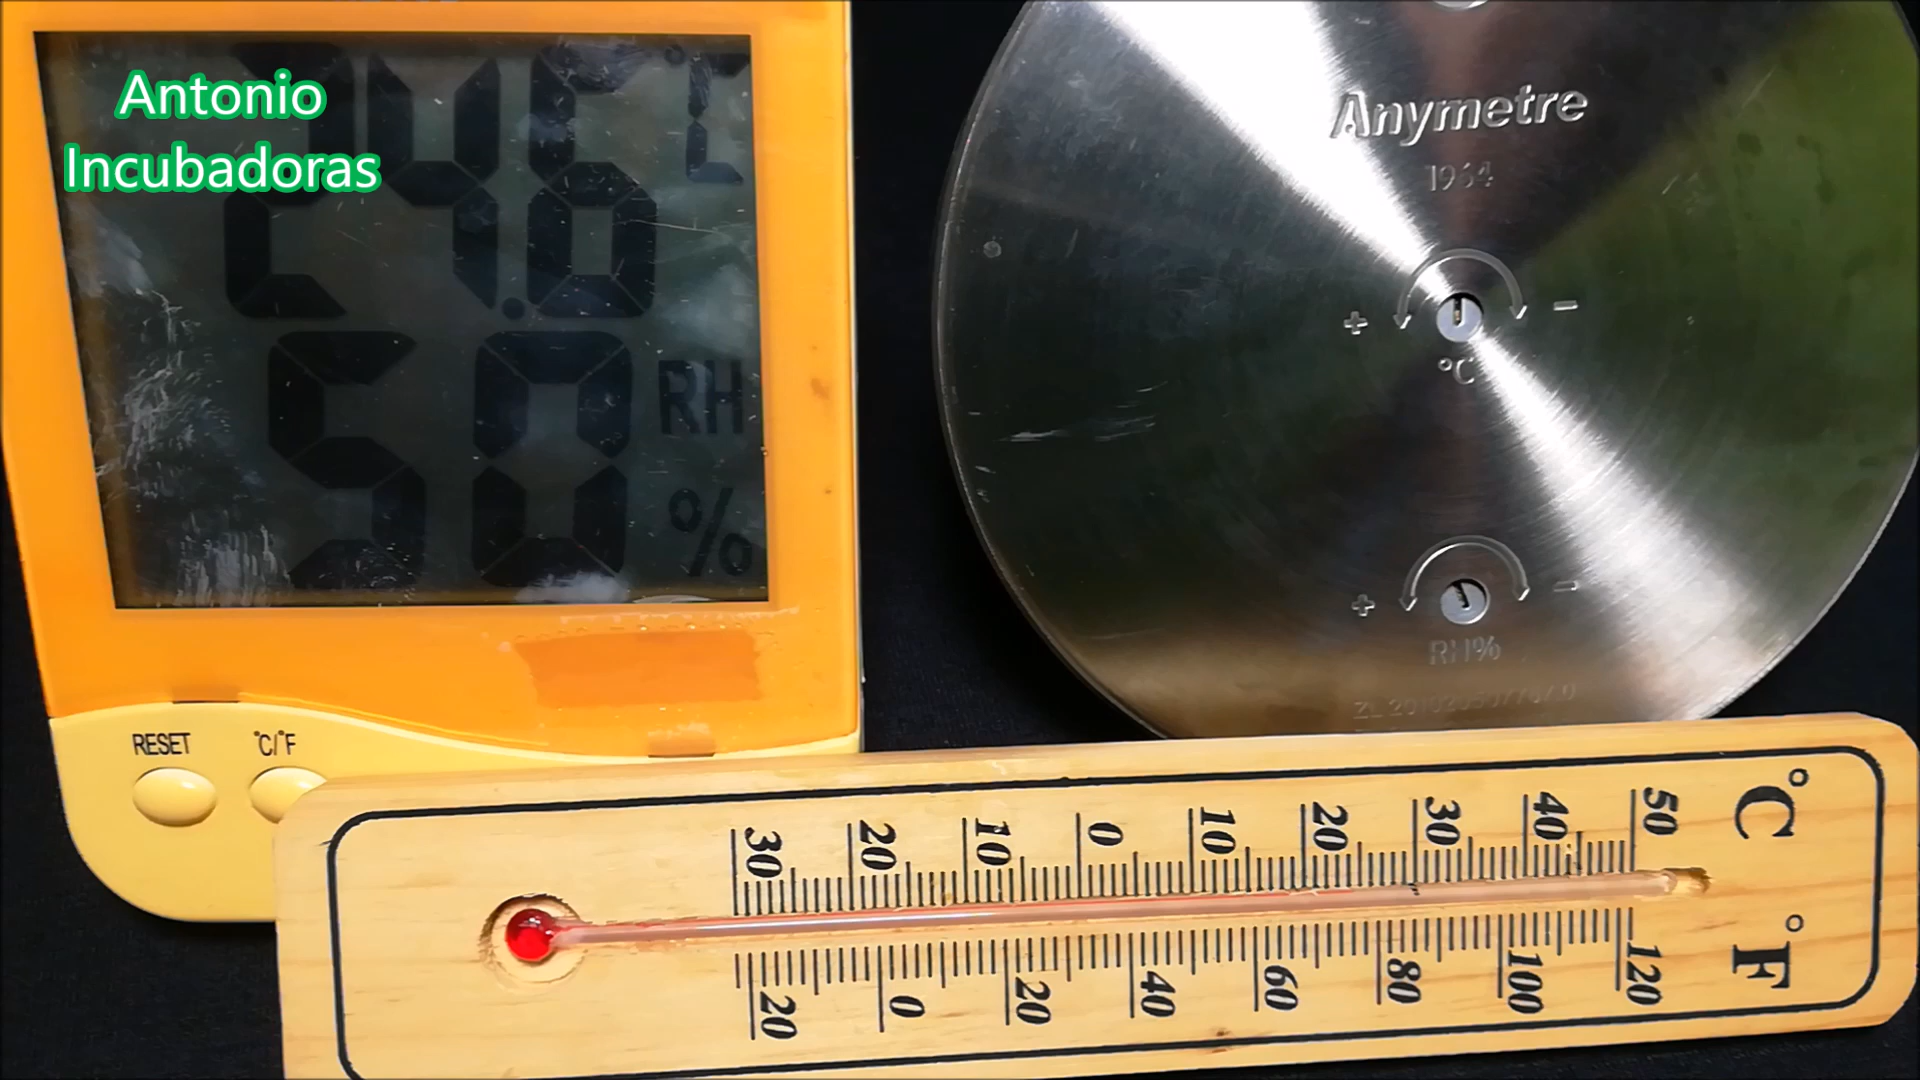 Antonio
Incubadoras
24.6 °C
50 RH
%
RESET °C/°F
Anymetre
1964
+ −
°C
+ −
RH%
30 20 10 0 10 20 30 40 50 °C
20 0 20 40 60 80 100 120 °F